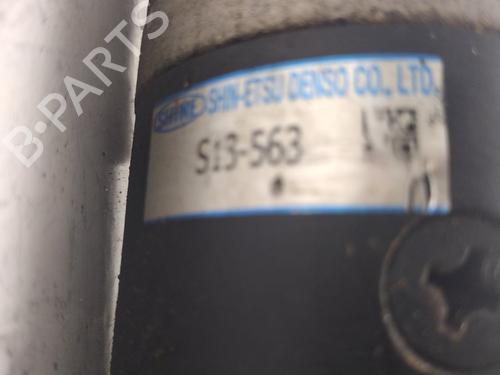 SHIN-ETSU DENSO CO., LTD.
S13-563
B-PARTS